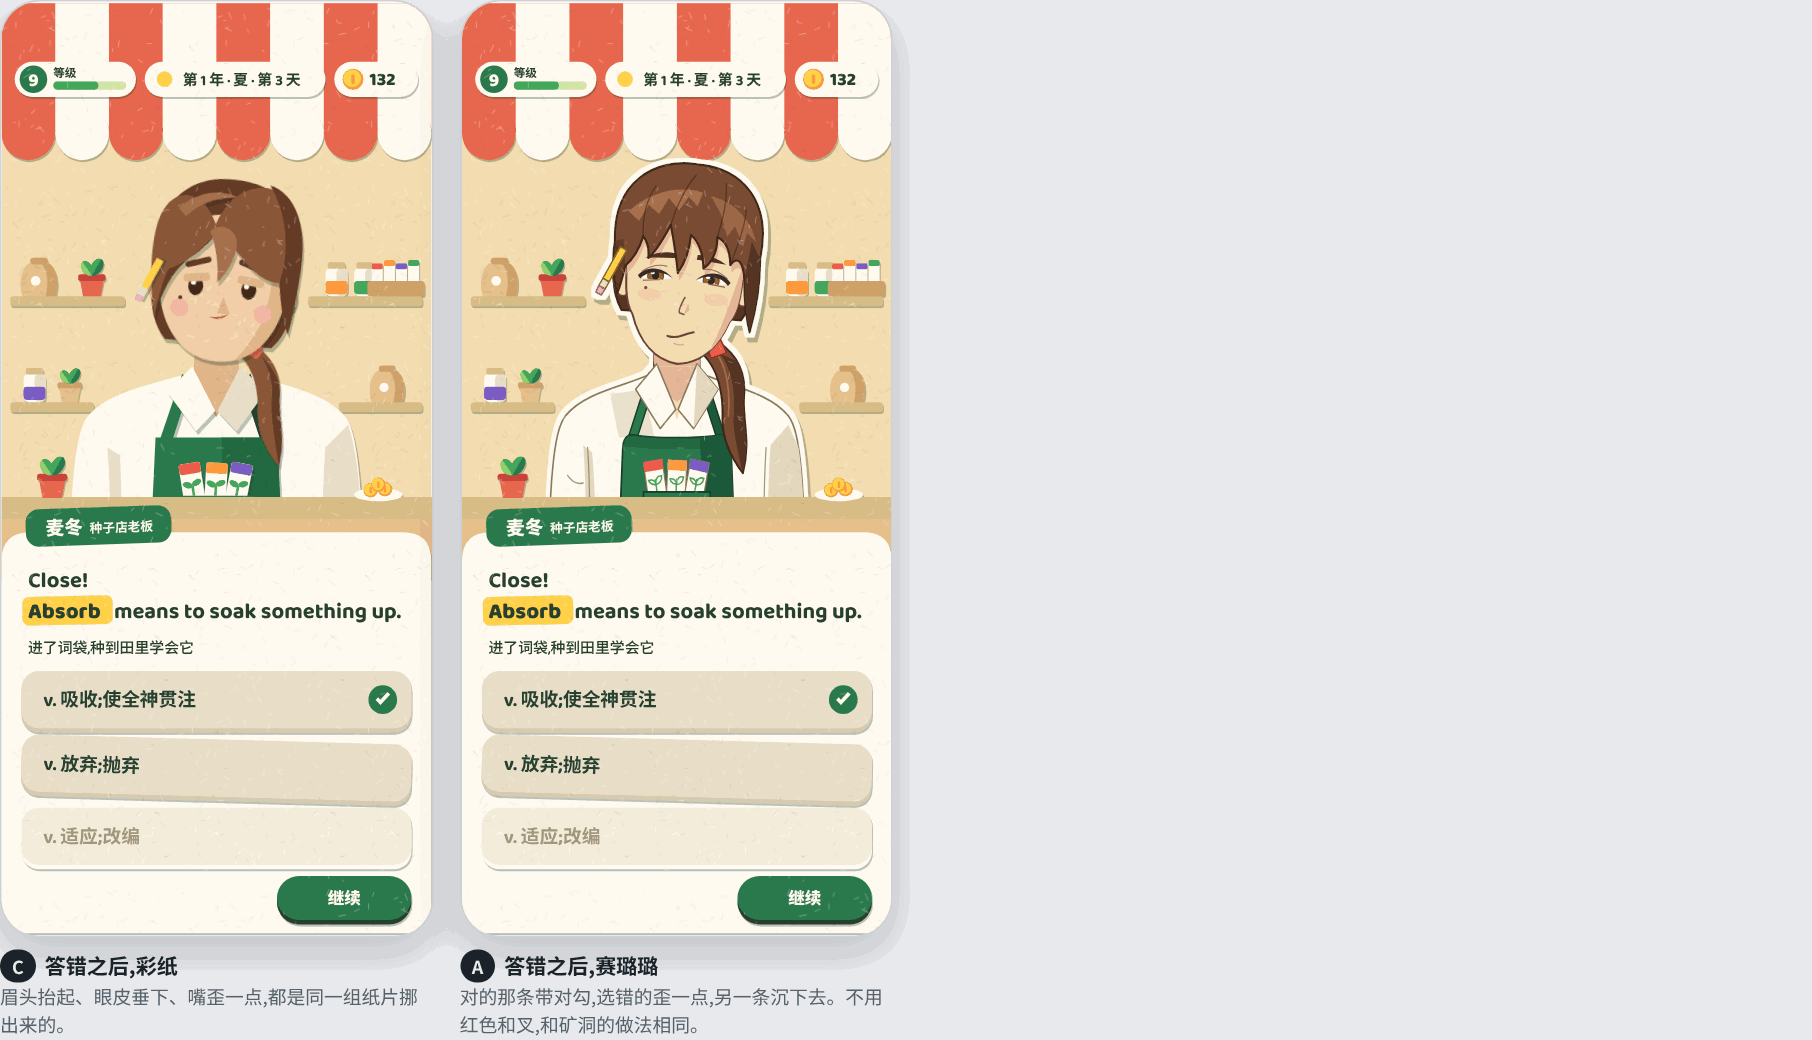 9 等级 第1年·夏·第3天 132
麦冬 种子店老板
Close!
Absorb means to soak something up.
进了词袋,种到田里学会它
v. 吸收;使全神贯注
v. 放弃;抛弃
v. 适应;改编
继续
C 答错之后,彩纸
眉头抬起、眼皮垂下、嘴歪一点,都是同一组纸片挪
出来的。
9 等级 第1年·夏·第3天 132
麦冬 种子店老板
Close!
Absorb means to soak something up.
进了词袋,种到田里学会它
v. 吸收;使全神贯注
v. 放弃;抛弃
v. 适应;改编
继续
A 答错之后,赛璐璐
对的那条带对勾,选错的歪一点,另一条沉下去。不用
红色和叉,和矿洞的做法相同。